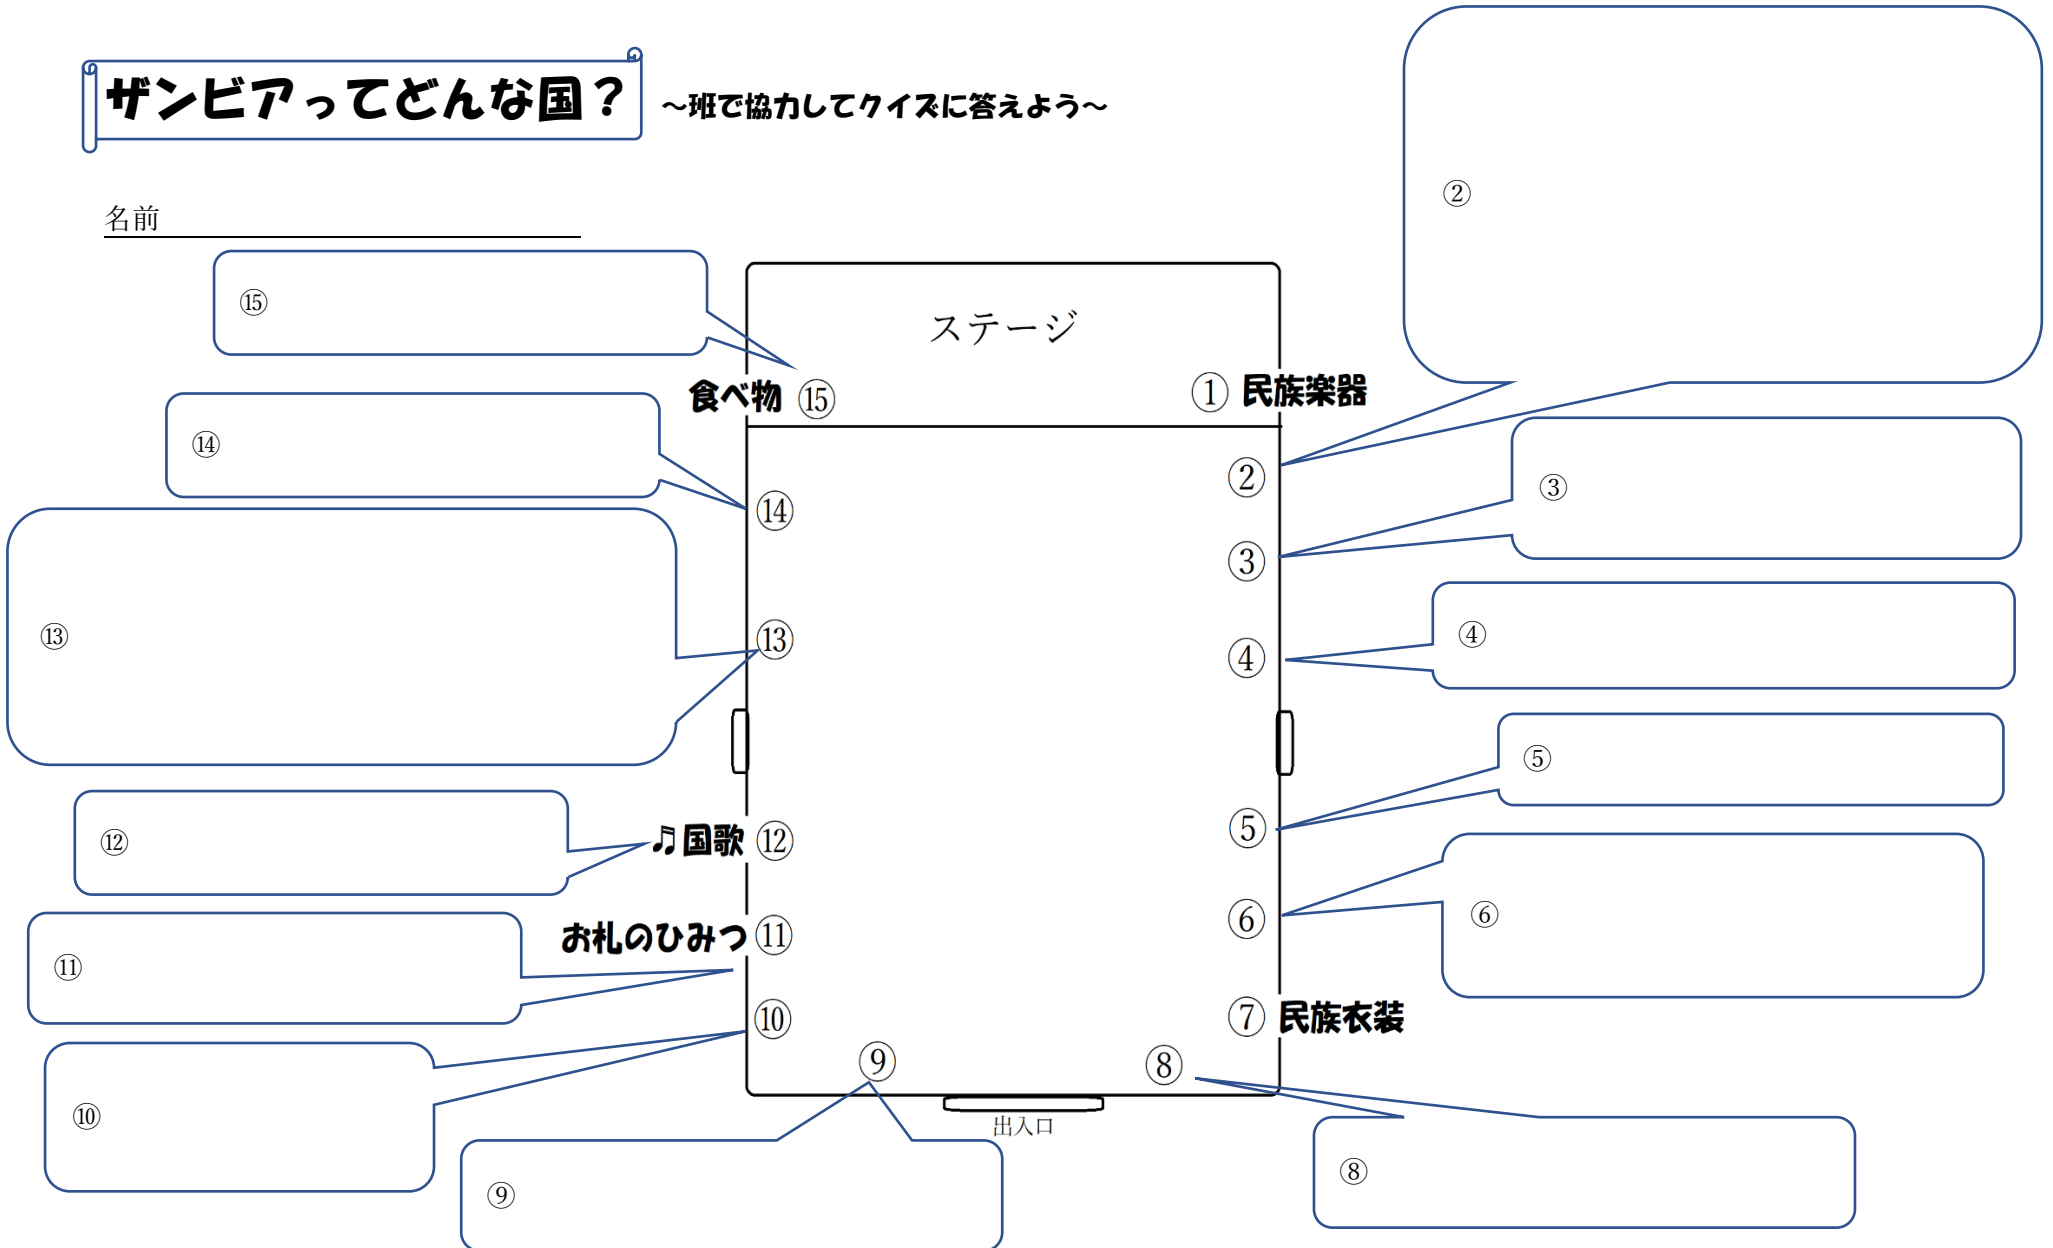 ザンビアってどんな国？ ～班で協力してクイズに答えよう～
名前
②
⑮
ステージ
食べ物 ⑮
① 民族楽器
⑭
⑭
②
③
③
⑬
⑬
④
④
⑤
⑤
⑫
♬国歌 ⑫
⑥
⑥
⑪
お札のひみつ ⑪
⑦ 民族衣装
⑩
⑩
⑨
⑧
出入口
⑨
⑧